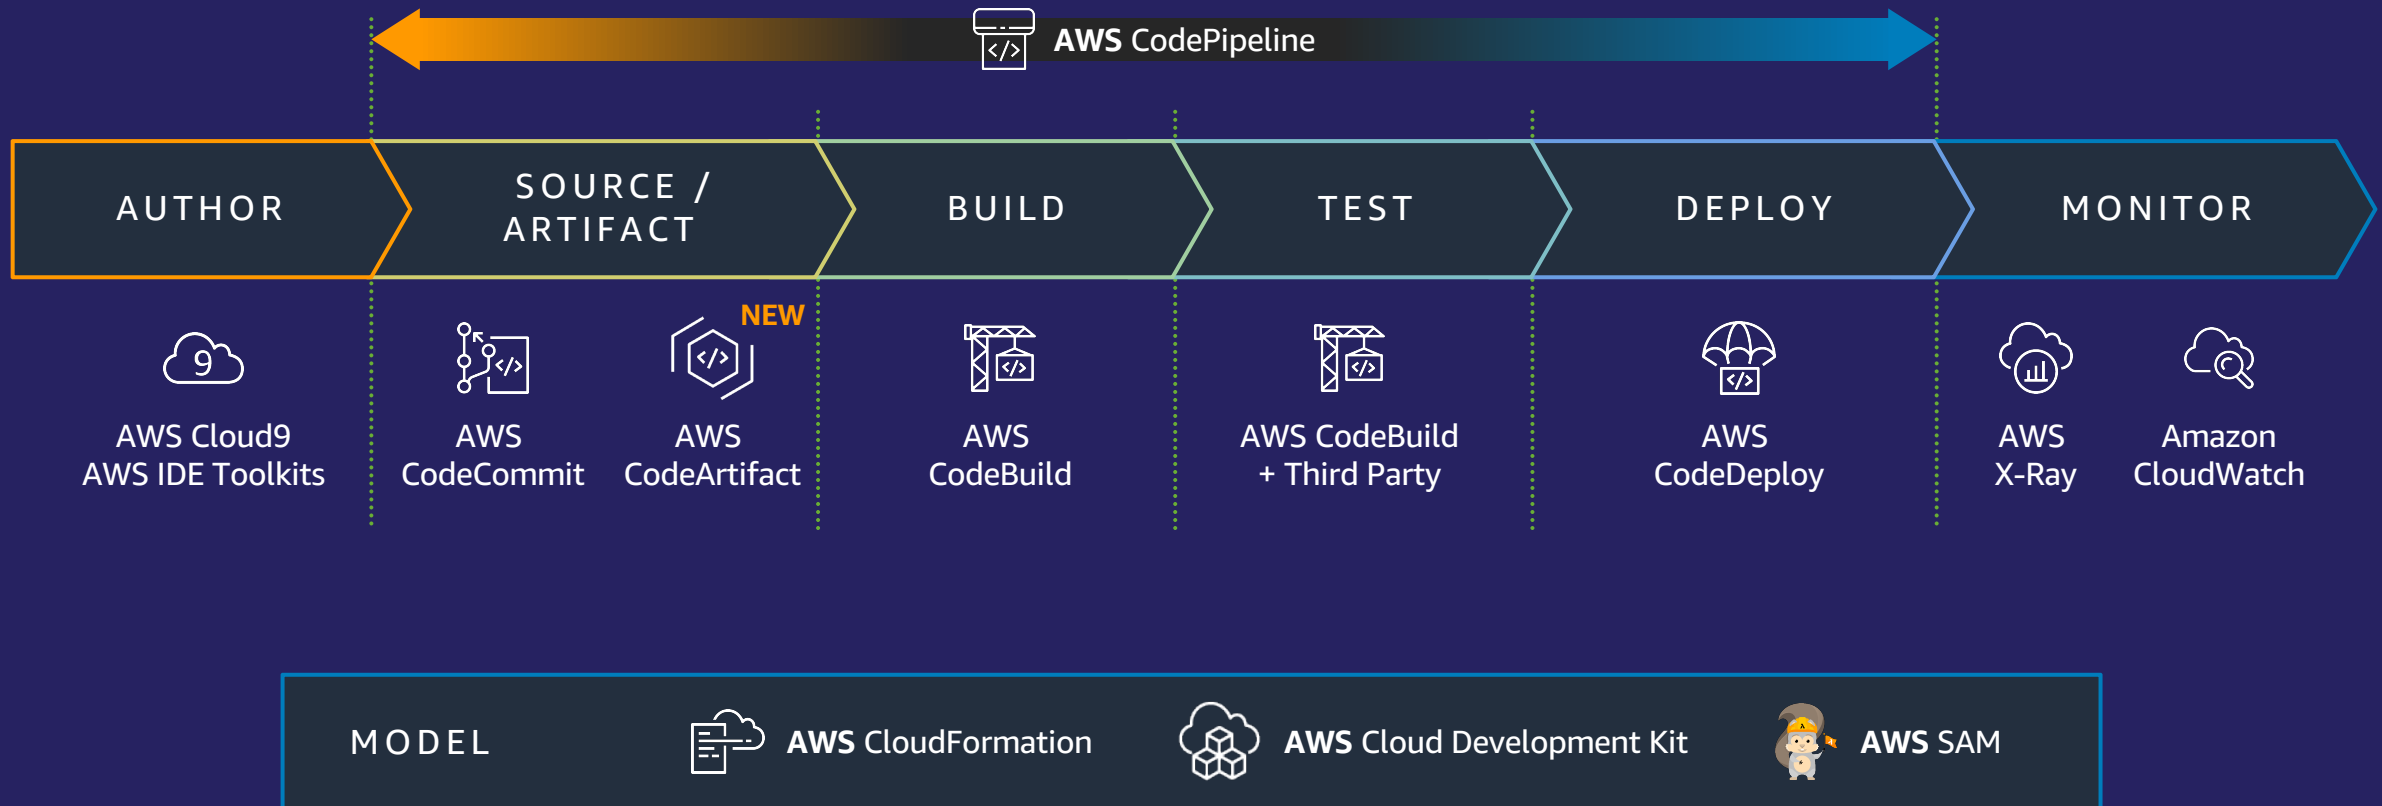 AWS CodePipeline
AUTHOR
SOURCE /
ARTIFACT
BUILD
TEST
DEPLOY
MONITOR
9
AWS Cloud9
AWS IDE Toolkits
</>
AWS
CodeCommit
NEW
</>
AWS
CodeArtifact
</>
AWS
CodeBuild
</>
AWS CodeBuild
+ Third Party
</>
AWS
CodeDeploy
AWS
X-Ray
Amazon
CloudWatch
MODEL
AWS CloudFormation
AWS Cloud Development Kit
AWS SAM